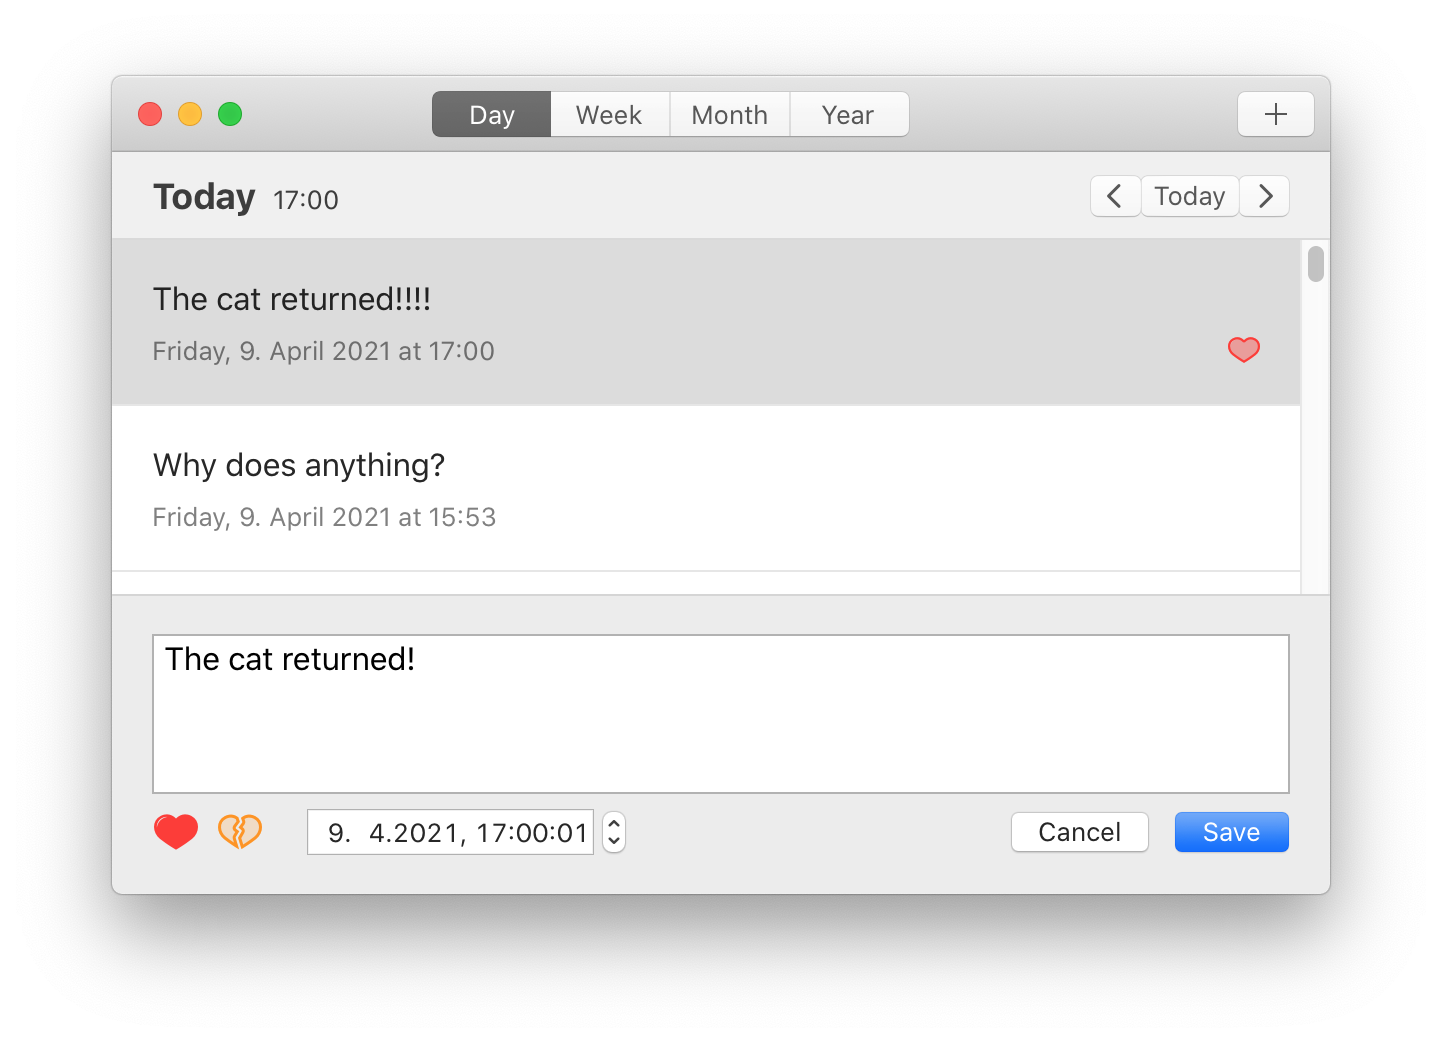 Day Week Month Year
Today 17:00 Today
The cat returned!!!!
Friday, 9. April 2021 at 17:00
Why does anything?
Friday, 9. April 2021 at 15:53
The cat returned!
9. 4.2021, 17:00:01 Cancel Save